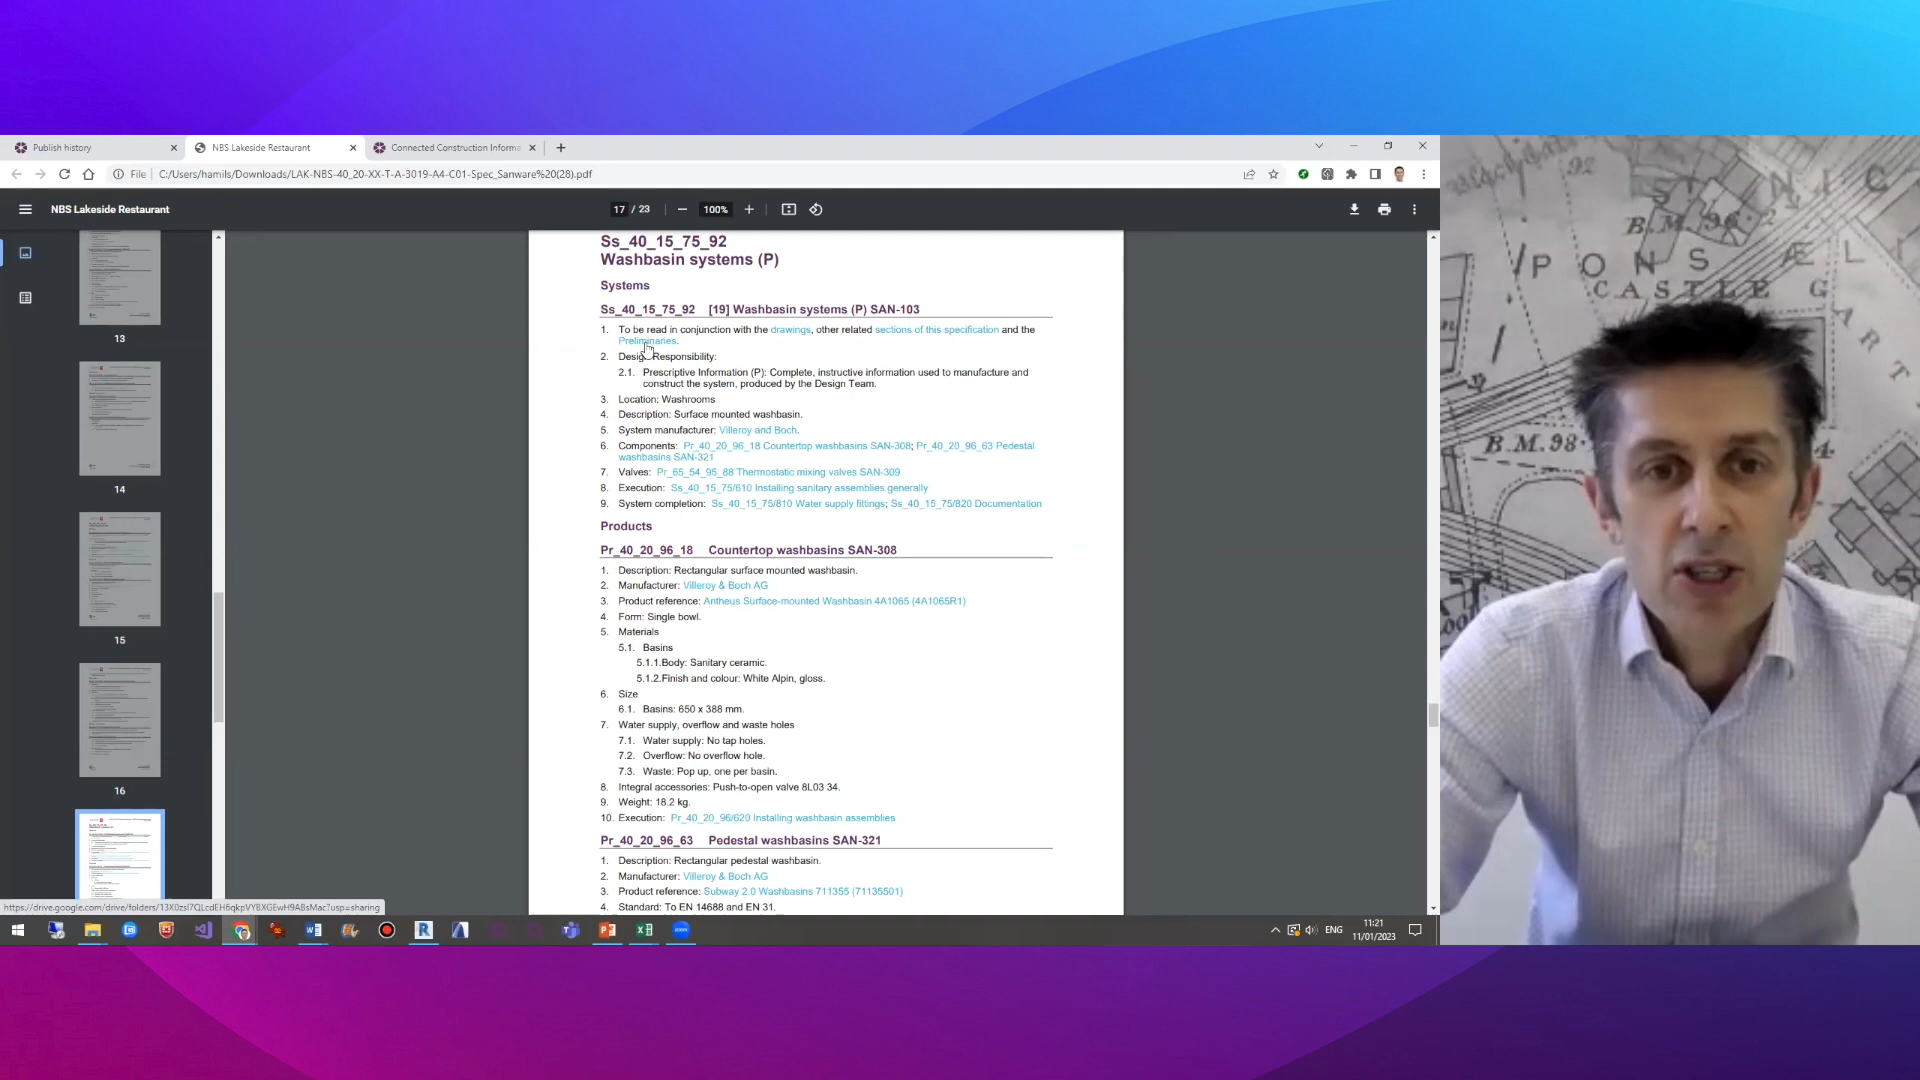 Publish history
NBS Lakeside Restaurant
Connected Construction Informa
File
C:/Users/hamils/Downloads/LAK-NBS-40_20-XX-T-A-3019-A4-C01-Spec_Sanware%20(28).pdf
NBS Lakeside Restaurant
17 / 23
100%
13
14
15
16
Ss_40_15_75_92
Washbasin systems (P)
Systems
Ss_40_15_75_92 [19] Washbasin systems (P) SAN-103
1. To be read in conjunction with the drawings, other related sections of this specification and the
Preliminaries.
2. Design Responsibility:
2.1. Prescriptive Information (P): Complete, instructive information used to manufacture and
construct the system, produced by the Design Team.
3. Location: Washrooms
4. Description: Surface mounted washbasin.
5. System manufacturer: Villeroy and Boch.
6. Components: Pr_40_20_96_18 Countertop washbasins SAN-308; Pr_40_20_96_63 Pedestal
washbasins SAN-321
7. Valves: Pr_65_54_95_88 Thermostatic mixing valves SAN-309
8. Execution: Ss_40_15_75/610 Installing sanitary assemblies generally
9. System completion: Ss_40_15_75/810 Water supply fittings; Ss_40_15_75/820 Documentation
Products
Pr_40_20_96_18 Countertop washbasins SAN-308
1. Description: Rectangular surface mounted washbasin.
2. Manufacturer: Villeroy & Boch AG
3. Product reference: Antheus Surface-mounted Washbasin 4A1065 (4A1065R1)
4. Form: Single bowl.
5. Materials
5.1. Basins
5.1.1.Body: Sanitary ceramic.
5.1.2.Finish and colour: White Alpin, gloss.
6. Size
6.1. Basins: 650 x 388 mm.
7. Water supply, overflow and waste holes
7.1. Water supply: No tap holes.
7.2. Overflow: No overflow hole.
7.3. Waste: Pop up, one per basin.
8. Integral accessories: Push-to-open valve 8L03 34.
9. Weight: 18.2 kg.
10. Execution: Pr_40_20_96/620 Installing washbasin assemblies
Pr_40_20_96_63 Pedestal washbasins SAN-321
1. Description: Rectangular pedestal washbasin.
2. Manufacturer: Villeroy & Boch AG
3. Product reference: Subway 2.0 Washbasins 711355 (71135501)
4. Standard: To EN 14688 and EN 31.
ENG
11:21
11/01/2023
B.M. 96·2
PONS ÆL
CASTLE G
ART
B.M.98·